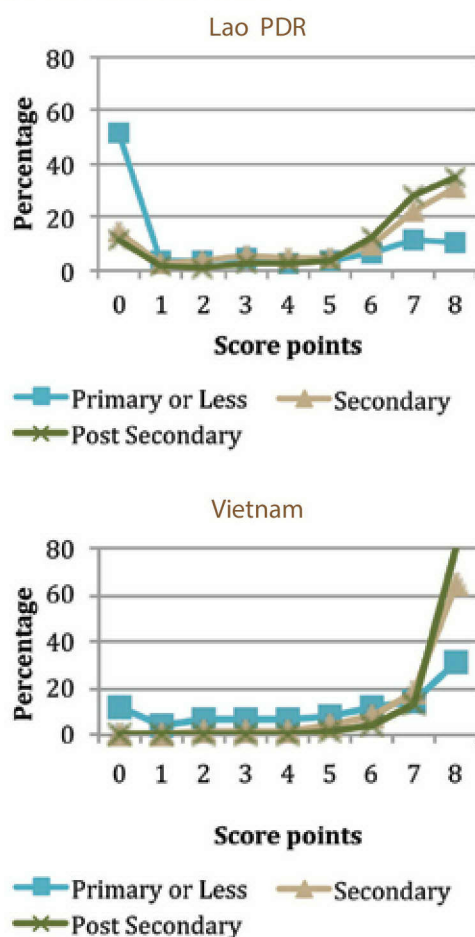 Lao PDR
80
60
40
20
0
Percentage
0 1 2 3 4 5 6 7 8
Score points
Primary or Less Secondary
Post Secondary
Vietnam
80
60
40
20
0
Percentage
0 1 2 3 4 5 6 7 8
Score points
Primary or Less Secondary
Post Secondary